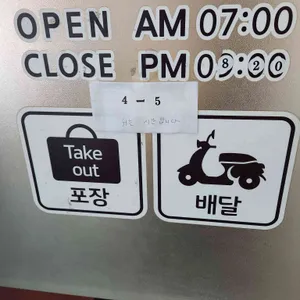 OPEN AM 07:00
CLOSE PM 08:20
4 - 5
Take
out
포장
배달